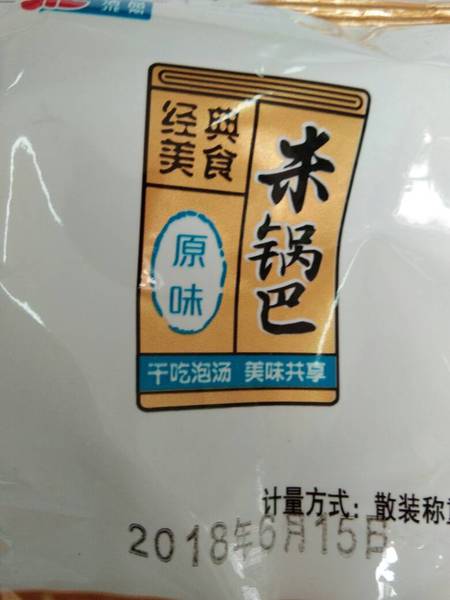 经典
美食
米锅巴
原味
干吃泡汤 美味共享
计量方式：散装称重
2018年6月15日